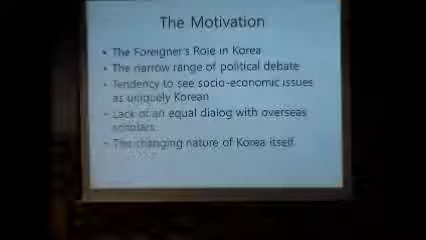 The Motivation
• The Foreigner's Role in Korea
• The narrow range of political debate
• Tendency to see socio-economic issues
as uniquely Korean
• Lack of an equal dialog with overseas
scholars.
• The changing nature of Korea itself.